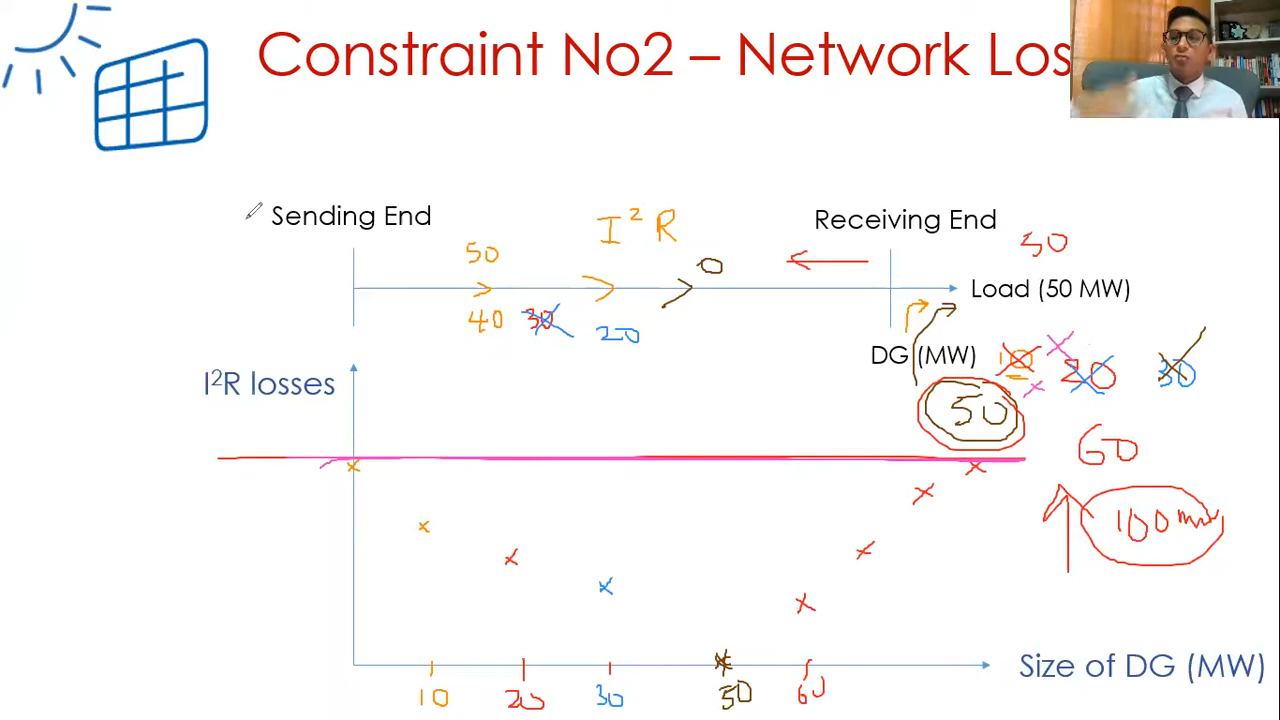 Constraint No2 – Network Los
Sending End
I² R
Receiving End
50
50
0
Load (50 MW)
40
30
20
DG (MW)
10
20
30
I²R losses
50
60
100 mw
10
20
30
50
60
Size of DG (MW)